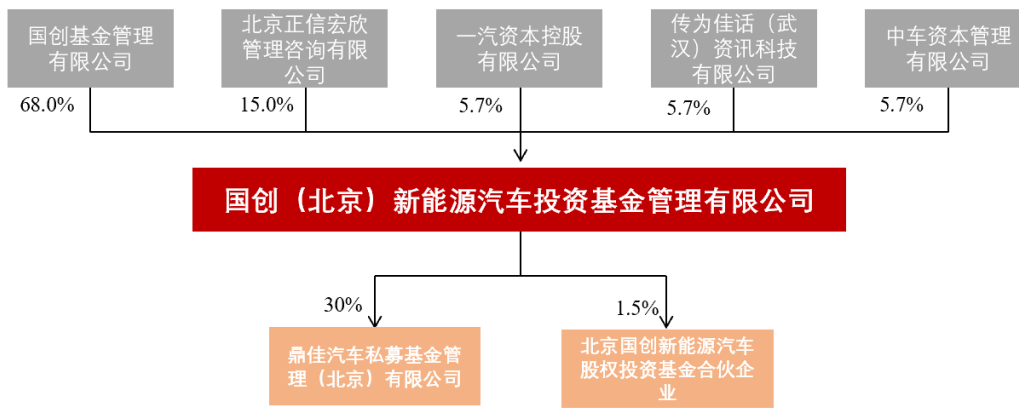 国创基金管理
有限公司
北京正信宏欣
管理咨询有限
公司
一汽资本控股
有限公司
传为佳话（武
汉）资讯科技
有限公司
中车资本管理
有限公司
68.0%
15.0%
5.7%
5.7%
5.7%
国创（北京）新能源汽车投资基金管理有限公司
30%
1.5%
鼎佳汽车私募基金管
理（北京）有限公司
北京国创新能源汽车
股权投资基金合伙企
业